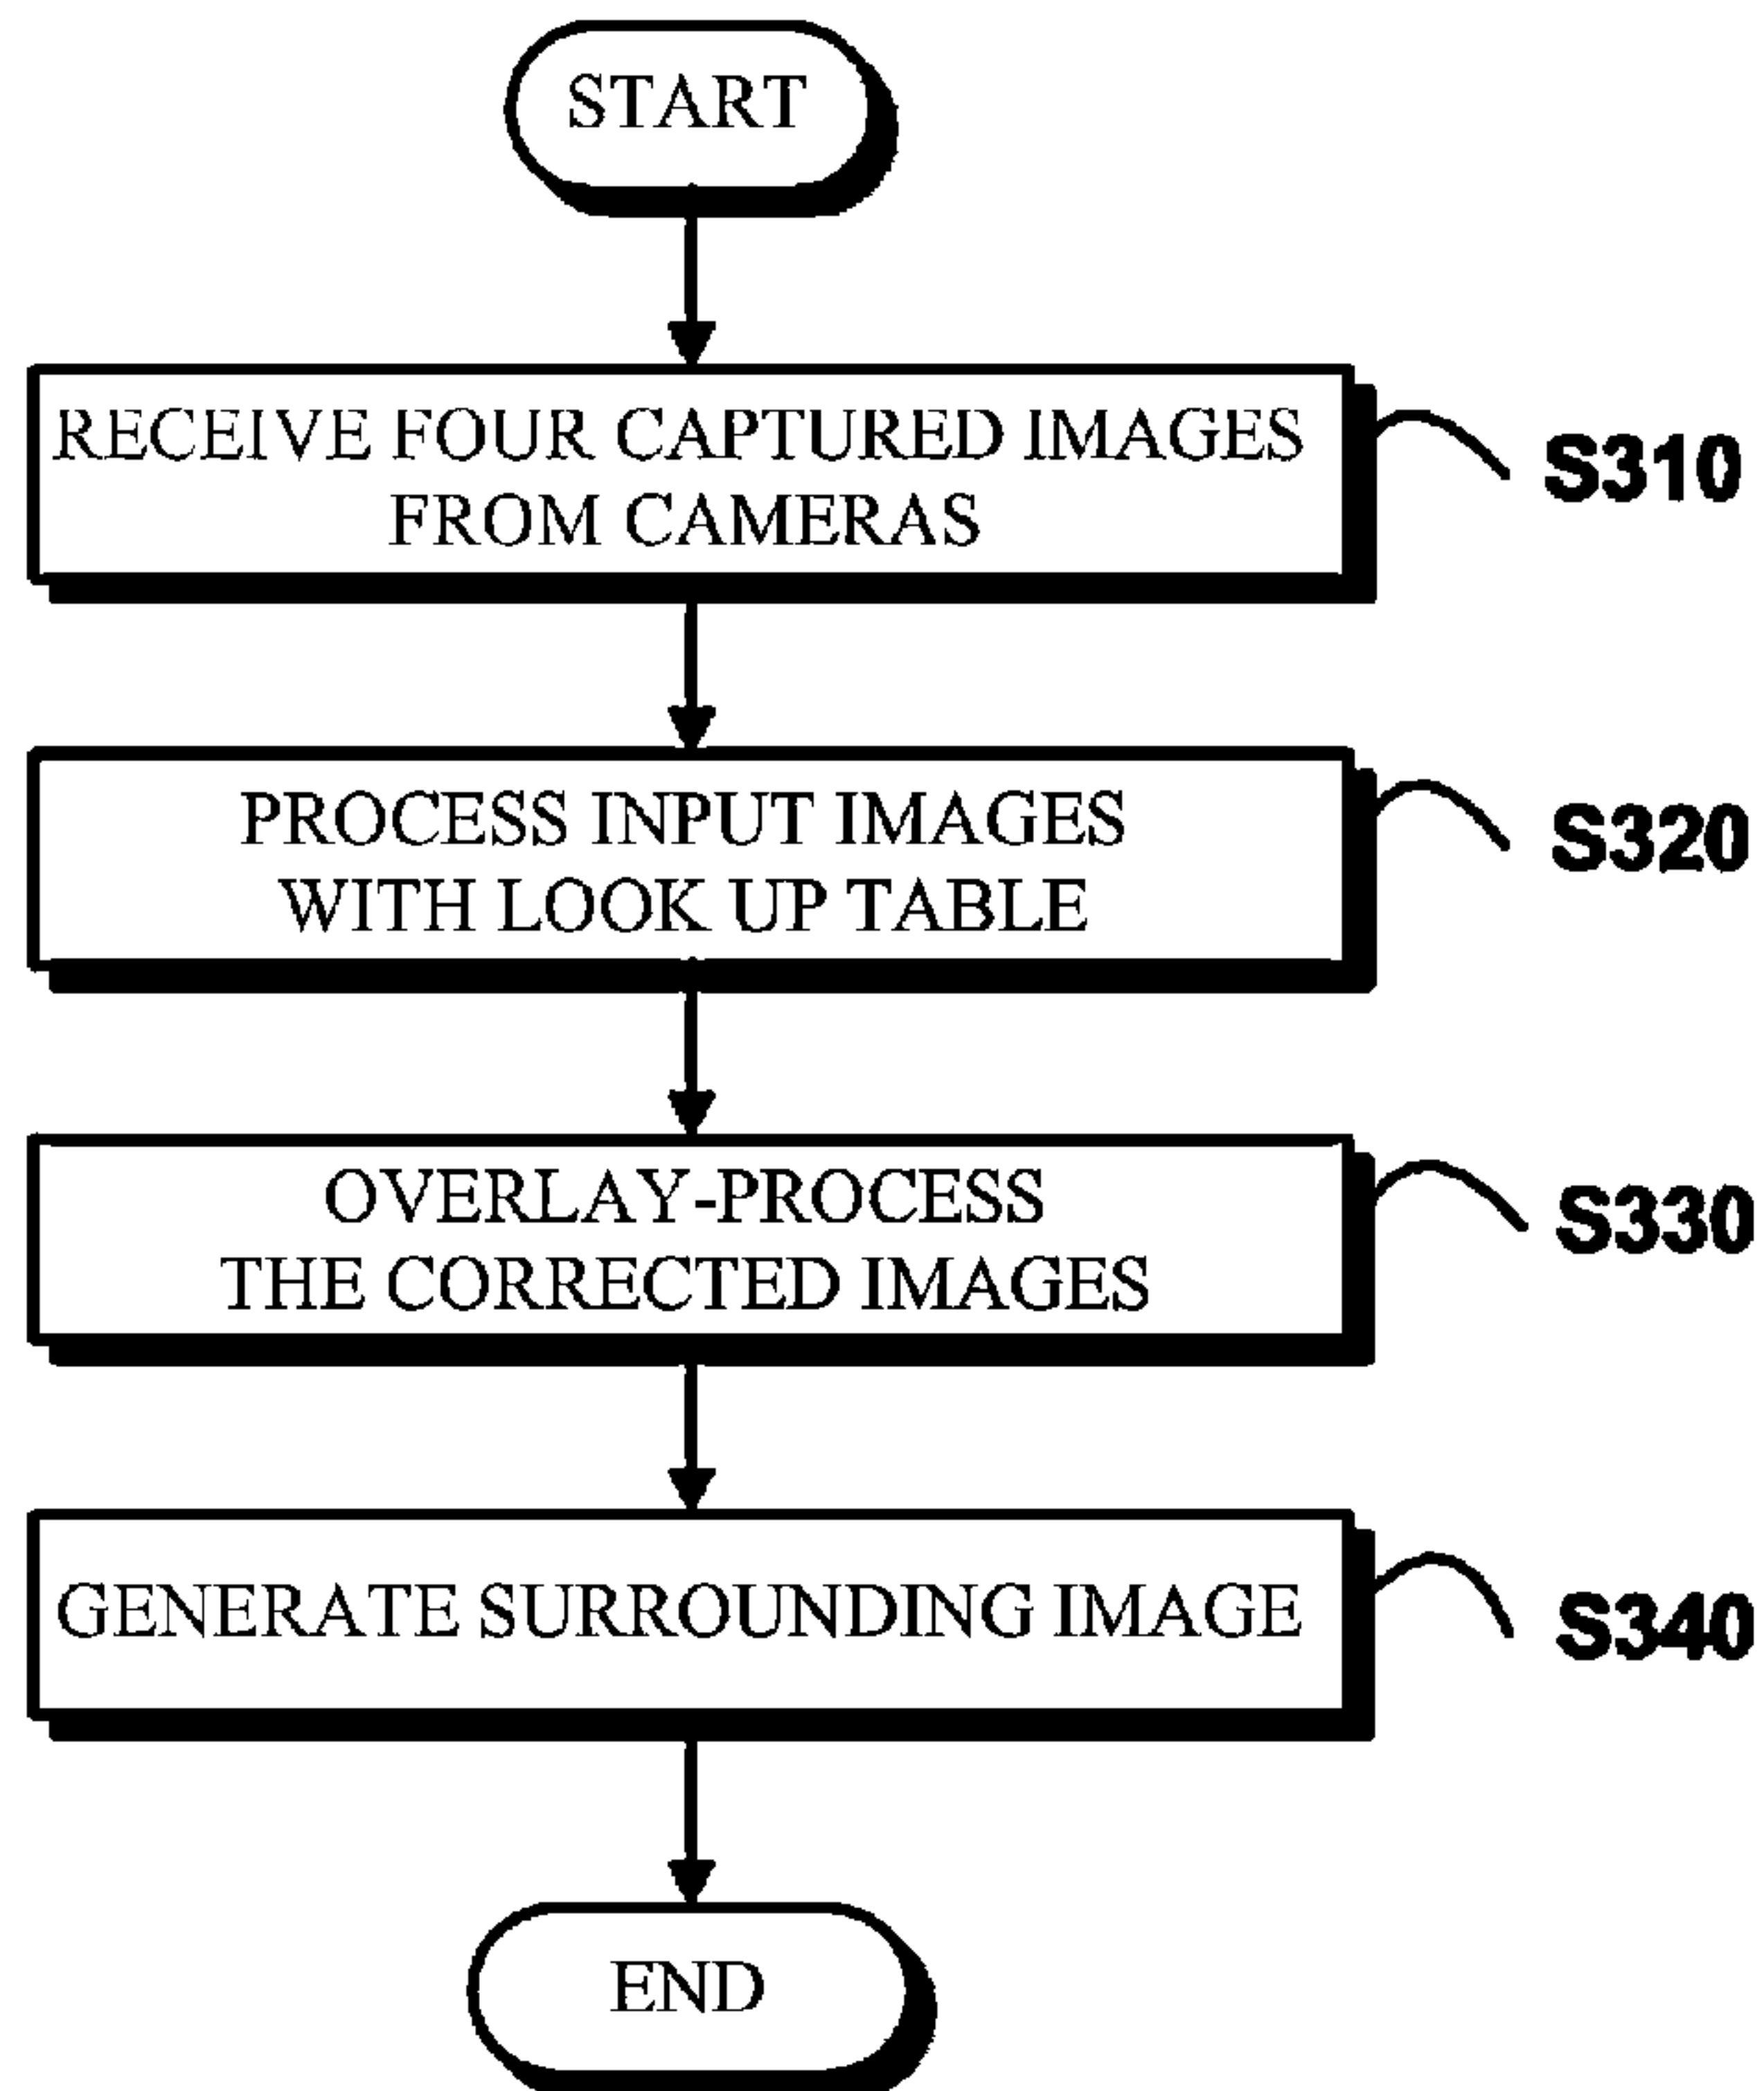 START
RECEIVE FOUR CAPTURED IMAGES
FROM CAMERAS
S310
PROCESS INPUT IMAGES
WITH LOOK UP TABLE
S320
OVERLAY-PROCESS
THE CORRECTED IMAGES
S330
GENERATE SURROUNDING IMAGE
S340
END